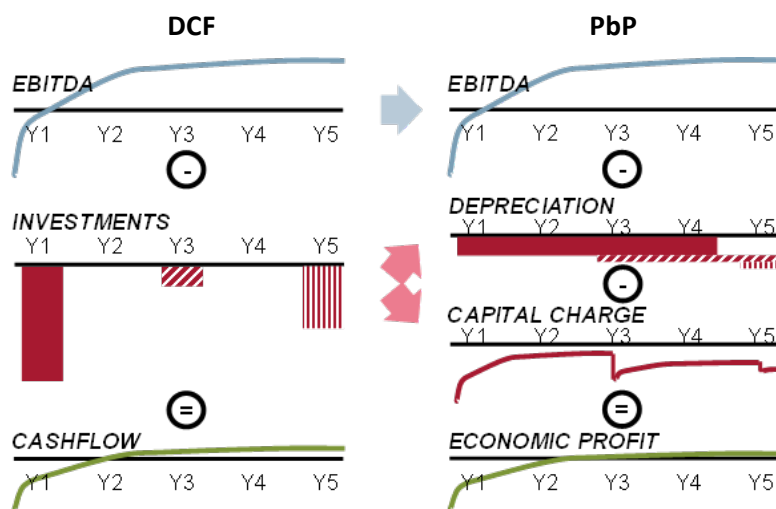 DCF
EBITDA
Y1 Y2 Y3 Y4 Y5
-
INVESTMENTS
Y1 Y2 Y3 Y4 Y5
=
CASHFLOW
Y1 Y2 Y3 Y4 Y5
PbP
EBITDA
Y1 Y2 Y3 Y4 Y5
-
DEPRECIATION
Y1 Y2 Y3 Y4 Y5
-
CAPITAL CHARGE
Y1 Y2 Y3 Y4 Y5
=
ECONOMIC PROFIT
Y1 Y2 Y3 Y4 Y5